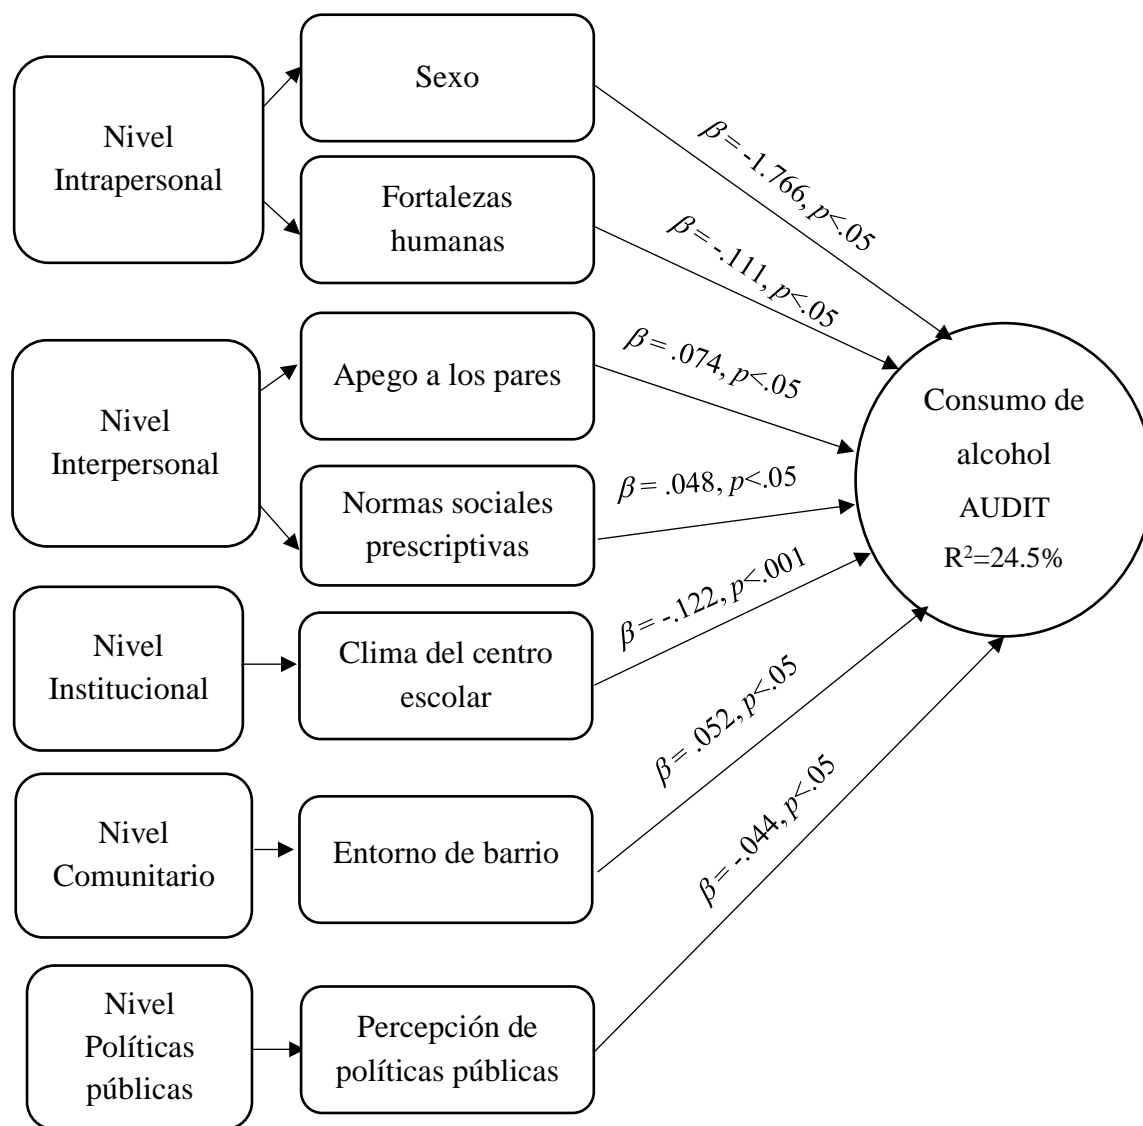 Nivel
Intrapersonal
Sexo
Fortalezas
humanas
β = -1.766, p<.05
β = -.111, p<.05
Nivel
Interpersonal
Apego a los pares
Normas sociales
prescriptivas
β = .074, p<.05
β = .048, p<.05
Nivel
Institucional
Clima del centro
escolar
β = -.122, p<.001
Nivel
Comunitario
Entorno de barrio
β = .052, p<.05
Nivel
Políticas
públicas
Percepción de
políticas públicas
β = -.044, p<.05
Consumo de
alcohol
AUDIT
R²=24.5%